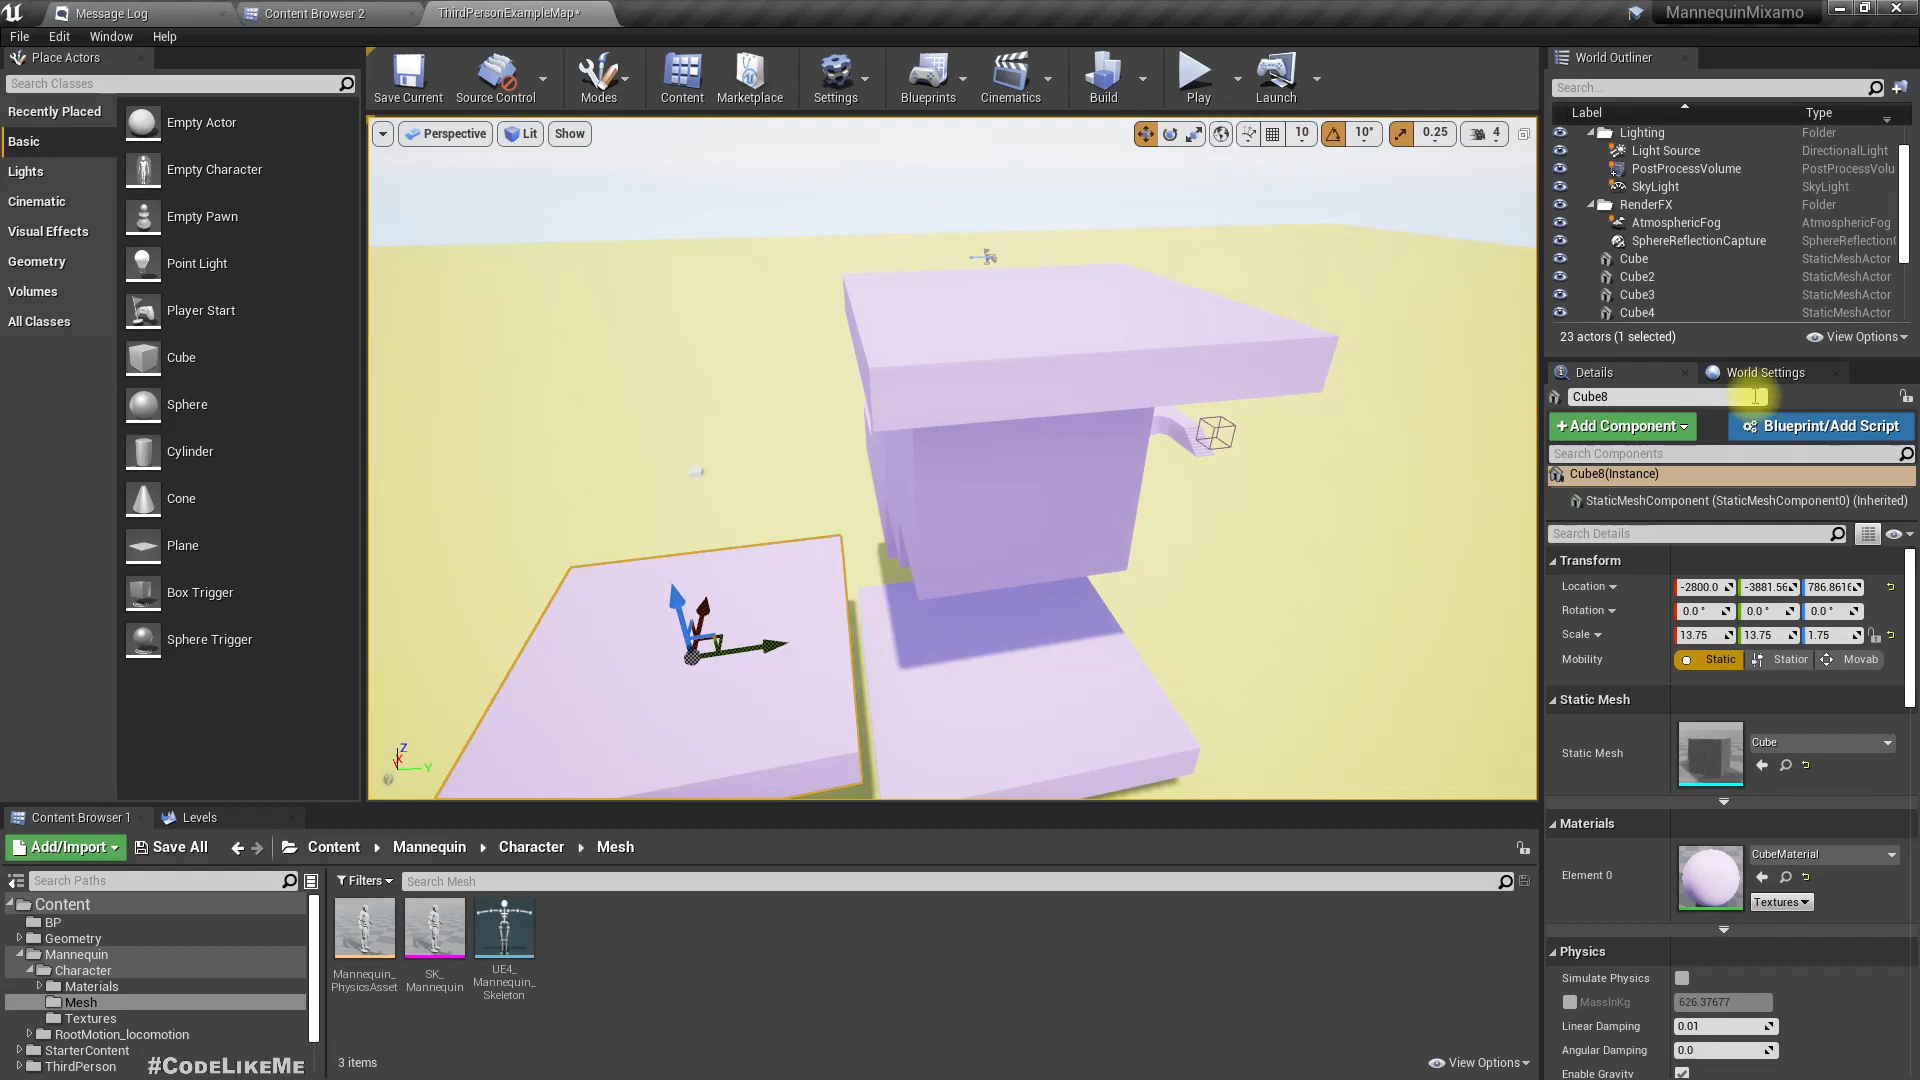 Message Log
Content Browser 2
ThirdPersonExampleMap*
MannequinMixamo
File
Edit
Window
Help
Place Actors
Search Classes
Recently Placed
Basic
Lights
Cinematic
Visual Effects
Geometry
Volumes
All Classes
Empty Actor
Empty Character
Empty Pawn
Point Light
Player Start
Cube
Sphere
Cylinder
Cone
Plane
Box Trigger
Sphere Trigger
Save Current
Source Control
Modes
Content
Marketplace
Settings
Blueprints
Cinematics
Build
Play
Launch
Perspective
Lit
Show
10
10°
0.25
4
Z
X
Y
World Outliner
Search...
Label
Type
Lighting
Folder
Light Source
DirectionalLight
PostProcessVolume
PostProcessVolu
SkyLight
SkyLight
RenderFX
Folder
AtmosphericFog
AtmosphericFog
SphereReflectionCapture
SphereReflectionC
Cube
StaticMeshActor
Cube2
StaticMeshActor
Cube3
StaticMeshActor
Cube4
StaticMeshActor
23 actors (1 selected)
View Options
Details
World Settings
Cube8
+Add Component
Blueprint/Add Script
Search Components
Cube8(Instance)
StaticMeshComponent (StaticMeshComponent0) (Inherited)
Search Details
Transform
Location
-2800.0
-3881.56
786.8616
Rotation
0.0 °
0.0 °
0.0 °
Scale
13.75
13.75
1.75
Mobility
Static
Station
Movab
Static Mesh
Static Mesh
Cube
Materials
Element 0
CubeMaterial
Textures
Physics
Simulate Physics
MassInKg
626.37677
Linear Damping
0.01
Angular Damping
0.0
Enable Gravity
Content Browser 1
Levels
Add/Import
Save All
Content
Mannequin
Character
Mesh
Search Paths
Filters
Search Mesh
Content
BP
Geometry
Mannequin
Character
Materials
Mesh
Textures
RootMotion_locomotion
StarterContent
ThirdPerson
#CodeLikeMe
Mannequin_
PhysicsAsset
SK_
Mannequin
UE4_
Mannequin_
Skeleton
3 items
View Options